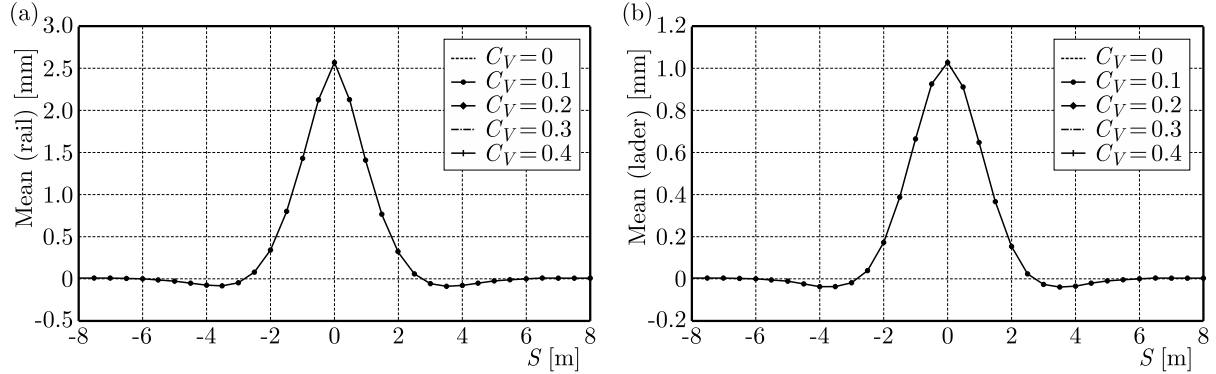 (a)
Mean (rail) [mm]
3.0
2.5
2.0
1.5
1.0
0.5
0
-0.5
-8 -6 -4 -2 0 2 4 6 8
S [m]
C_V=0
C_V=0.1
C_V=0.2
C_V=0.3
C_V=0.4
(b)
Mean (lader) [mm]
1.2
1.0
0.8
0.6
0.4
0.2
0
-0.2
-8 -6 -4 -2 0 2 4 6 8
S [m]
C_V=0
C_V=0.1
C_V=0.2
C_V=0.3
C_V=0.4